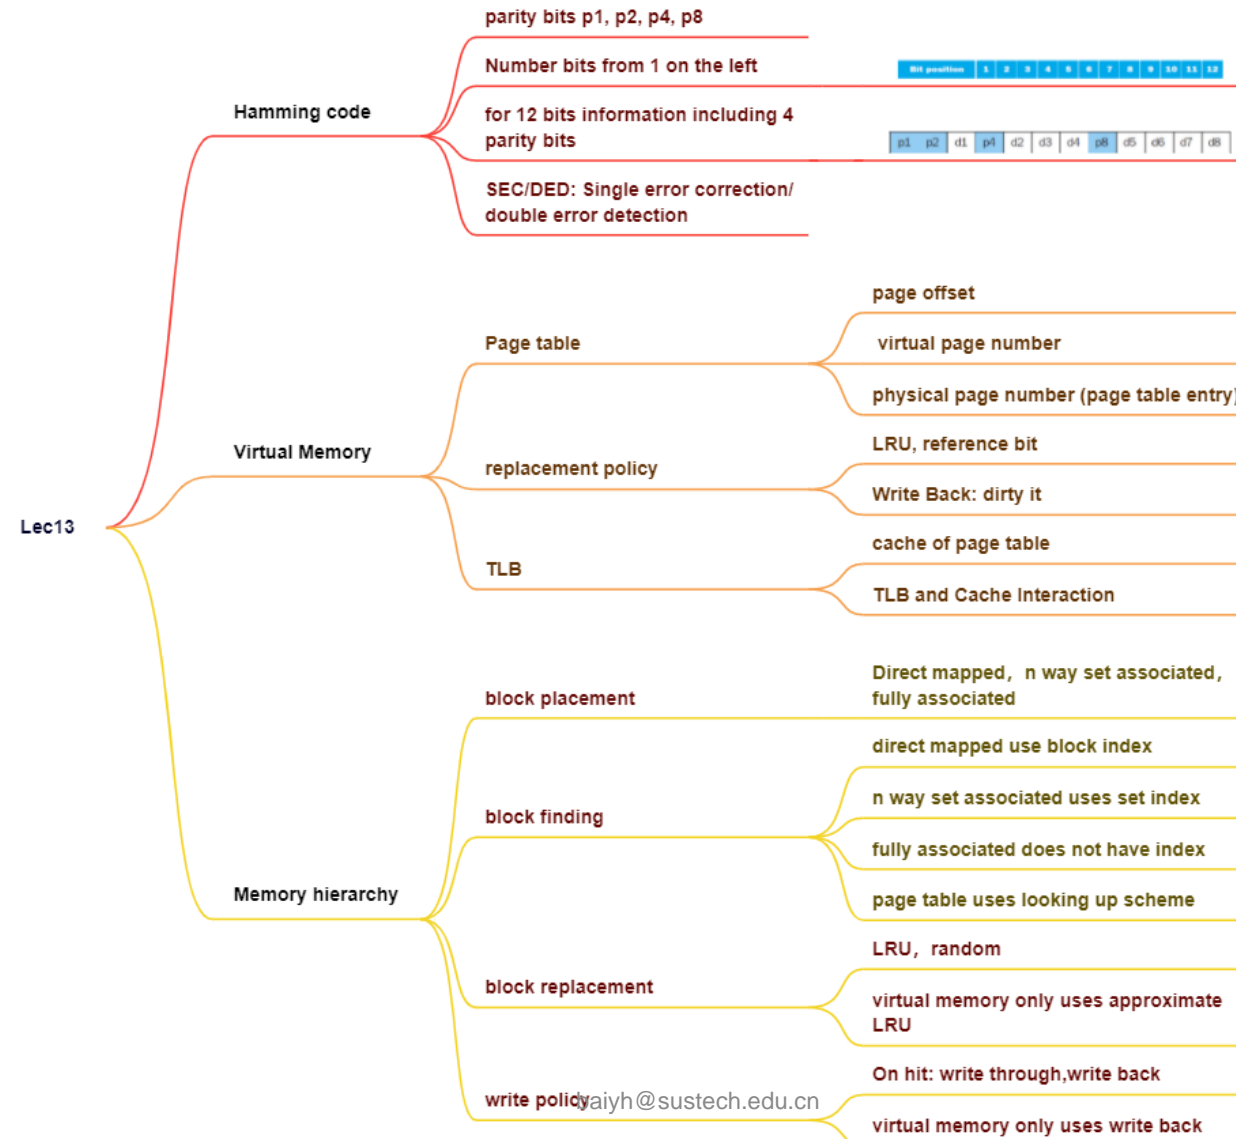 parity bits p1, p2, p4, p8
Number bits from 1 on the left
Bit position 1 2 3 4 5 6 7 8 9 10 11 12
Hamming code
for 12 bits information including 4
parity bits
p1 p2 d1 p4 d2 d3 d4 p8 d5 d6 d7 d8
SEC/DED: Single error correction/
double error detection
page offset
Page table
virtual page number
physical page number (page table entry)
Virtual Memory
LRU, reference bit
replacement policy
Write Back: dirty it
Lec13
cache of page table
TLB
TLB and Cache Interaction
Direct mapped, n way set associated,
fully associated
block placement
direct mapped use block index
n way set associated uses set index
block finding
fully associated does not have index
page table uses looking up scheme
Memory hierarchy
LRU, random
block replacement
virtual memory only uses approximate
LRU
On hit: write through,write back
write policy
baiyh@sustech.edu.cn
virtual memory only uses write back